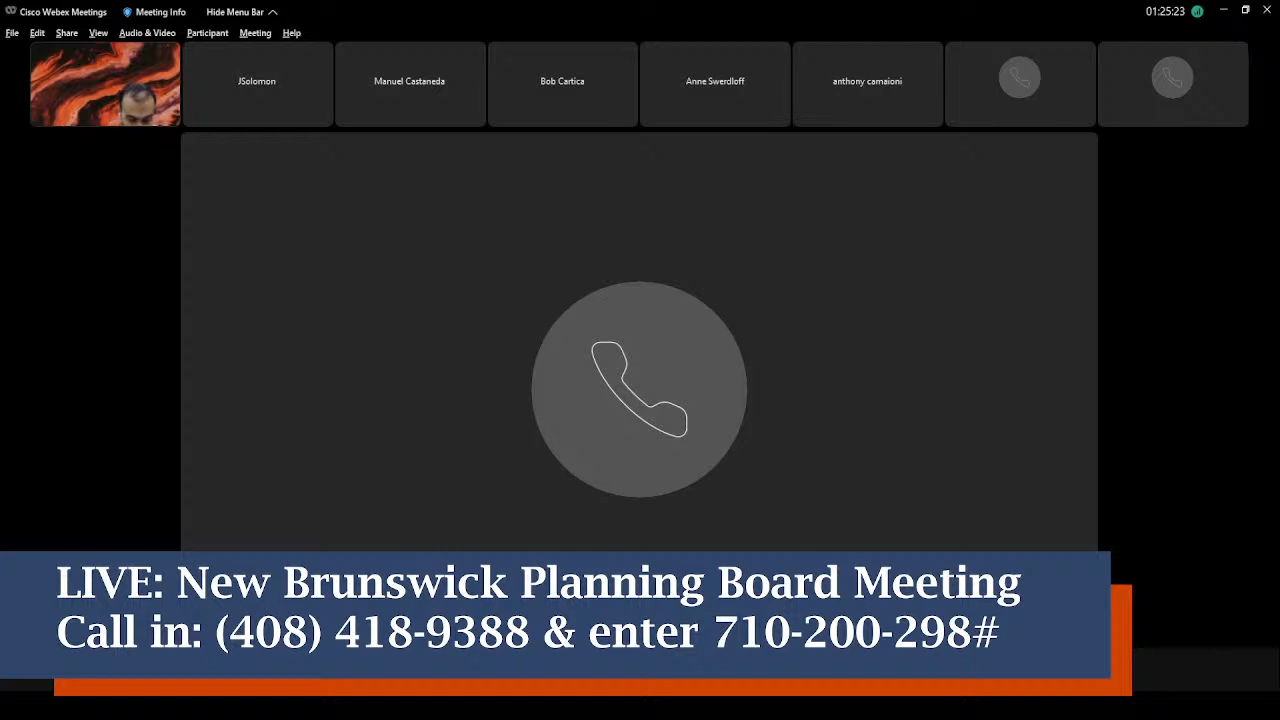 Cisco Webex Meetings Meeting Info Hide Menu Bar 01:25:23
File Edit Share View Audio & Video Participant Meeting Help
JSolomon Manuel Castaneda Bob Cartica Anne Swerdloff anthony camaioni
LIVE: New Brunswick Planning Board Meeting
Call in: (408) 418-9388 & enter 710-200-298#